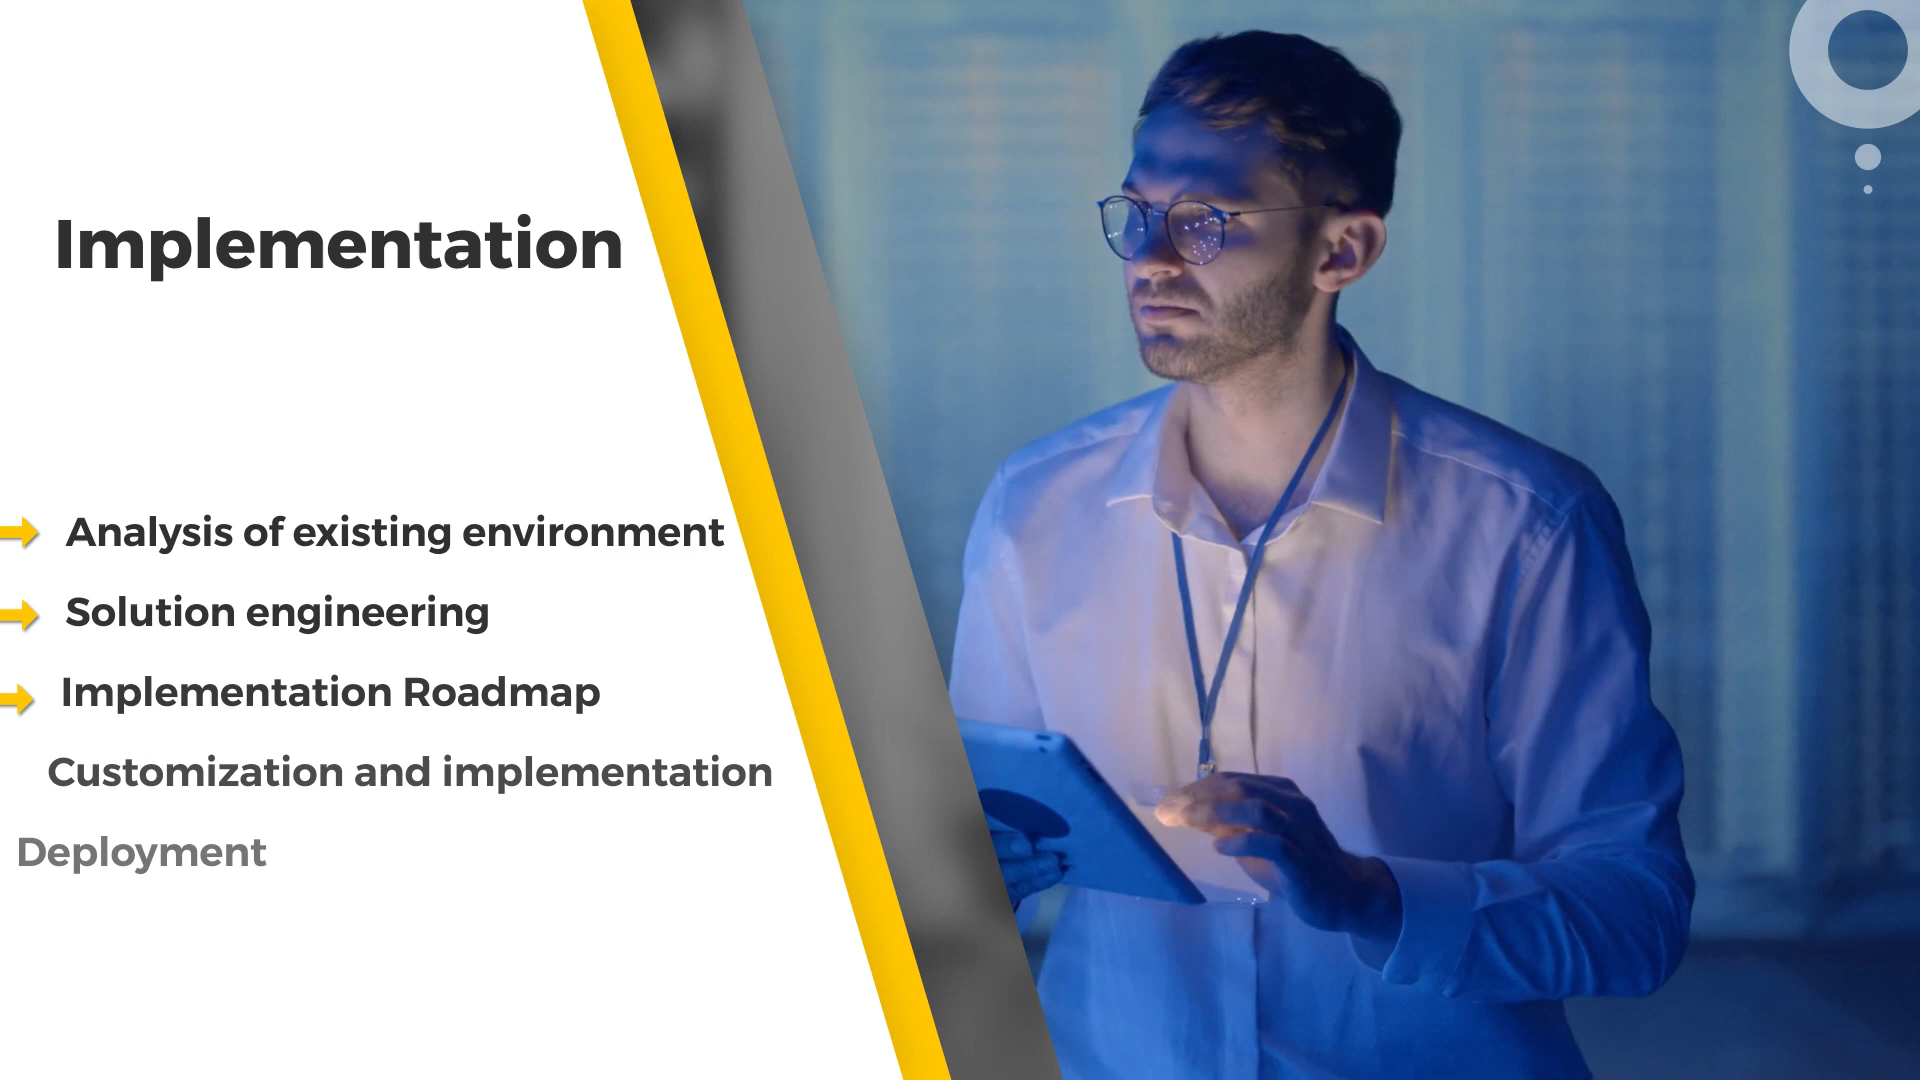 Implementation
Analysis of existing environment
Solution engineering
Implementation Roadmap
Customization and implementation
Deployment